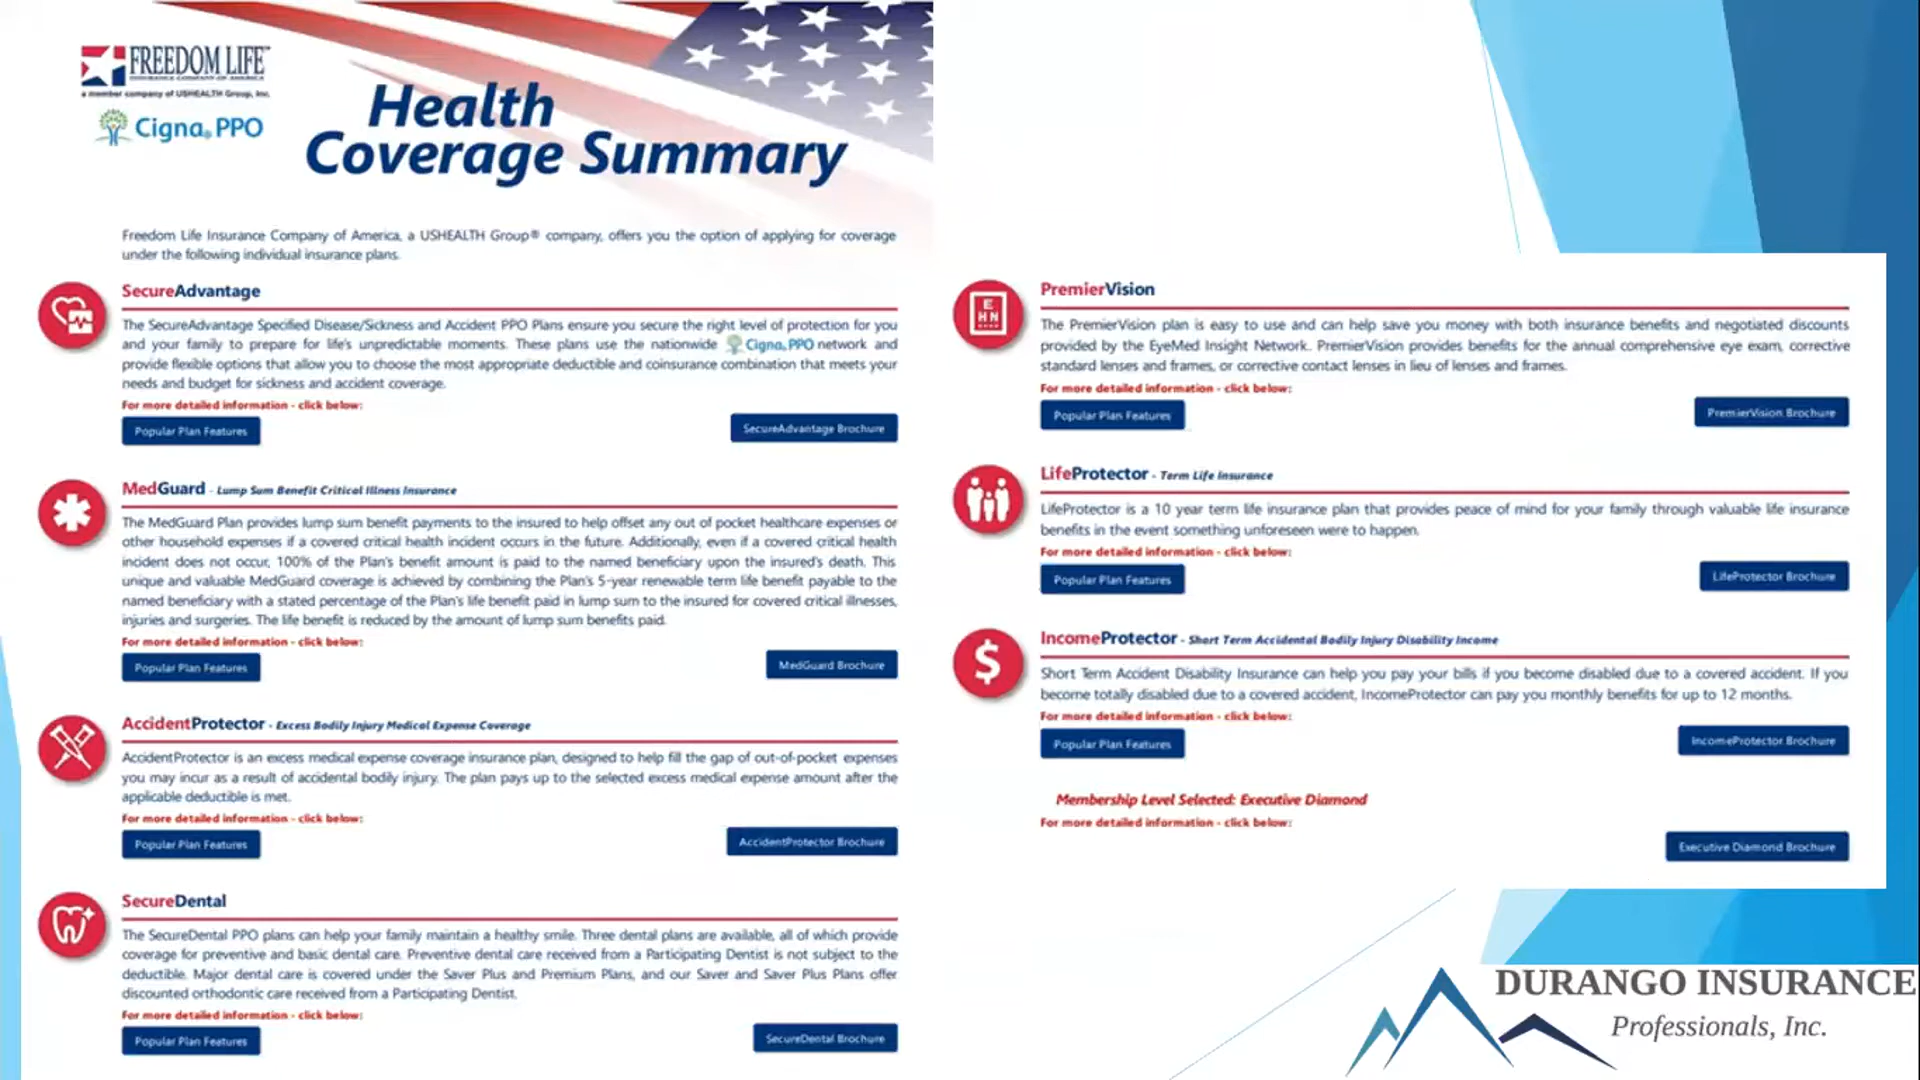 FREEDOM LIFE
INSURANCE COMPANY OF AMERICA
a member company of USHEALTH Group, Inc.
Cigna® PPO
Health
Coverage Summary
Freedom Life Insurance Company of America, a USHEALTH Group® company, offers you the option of applying for coverage
under the following individual insurance plans.
SecureAdvantage
The SecureAdvantage Specified Disease/Sickness and Accident PPO Plans ensure you secure the right level of protection for you
and your family to prepare for life's unpredictable moments. These plans use the nationwide Cigna® PPO network and
provide flexible options that allow you to choose the most appropriate deductible and coinsurance combination that meets your
needs and budget for sickness and accident coverage.
For more detailed information - click below:
Popular Plan Features
SecureAdvantage Brochure
MedGuard - Lump Sum Benefit Critical Illness Insurance
The MedGuard Plan provides lump sum benefit payments to the insured to help offset any out of pocket healthcare expenses or
other household expenses if a covered critical health incident occurs in the future. Additionally, even if a covered critical health
incident does not occur, 100% of the Plan's benefit amount is paid to the named beneficiary upon the insured's death. This
unique and valuable MedGuard coverage is achieved by combining the Plan's 5-year renewable term life benefit payable to the
named beneficiary with a stated percentage of the Plan's life benefit paid in lump sum to the insured for covered critical illnesses,
injuries and surgeries. The life benefit is reduced by the amount of lump sum benefits paid.
For more detailed information - click below:
Popular Plan Features
MedGuard Brochure
AccidentProtector - Excess Bodily Injury Medical Expense Coverage
AccidentProtector is an excess medical expense coverage insurance plan, designed to help fill the gap of out-of-pocket expenses
you may incur as a result of accidental bodily injury. The plan pays up to the selected excess medical expense amount after the
applicable deductible is met.
For more detailed information - click below:
Popular Plan Features
AccidentProtector Brochure
SecureDental
The SecureDental PPO plans can help your family maintain a healthy smile. Three dental plans are available, all of which provide
coverage for preventive and basic dental care. Preventive dental care received from a Participating Dentist is not subject to the
deductible. Major dental care is covered under the Saver Plus and Premium Plans, and our Saver and Saver Plus Plans offer
discounted orthodontic care received from a Participating Dentist.
For more detailed information - click below:
Popular Plan Features
SecureDental Brochure
E
HN
PremierVision
The PremierVision plan is easy to use and can help save you money with both insurance benefits and negotiated discounts
provided by the EyeMed Insight Network. PremierVision provides benefits for the annual comprehensive eye exam, corrective
standard lenses and frames, or corrective contact lenses in lieu of lenses and frames.
For more detailed information - click below:
Popular Plan Features
PremierVision Brochure
LifeProtector - Term Life Insurance
LifeProtector is a 10 year term life insurance plan that provides peace of mind for your family through valuable life insurance
benefits in the event something unforeseen were to happen.
For more detailed information - click below:
Popular Plan Features
LifeProtector Brochure
$
IncomeProtector - Short Term Accidental Bodily Injury Disability Income
Short Term Accident Disability Insurance can help you pay your bills if you become disabled due to a covered accident. If you
become totally disabled due to a covered accident, IncomeProtector can pay you monthly benefits for up to 12 months.
For more detailed information - click below:
Popular Plan Features
IncomeProtector Brochure
Membership Level Selected: Executive Diamond
For more detailed information - click below:
Executive Diamond Brochure
DURANGO INSURANCE
Professionals, Inc.